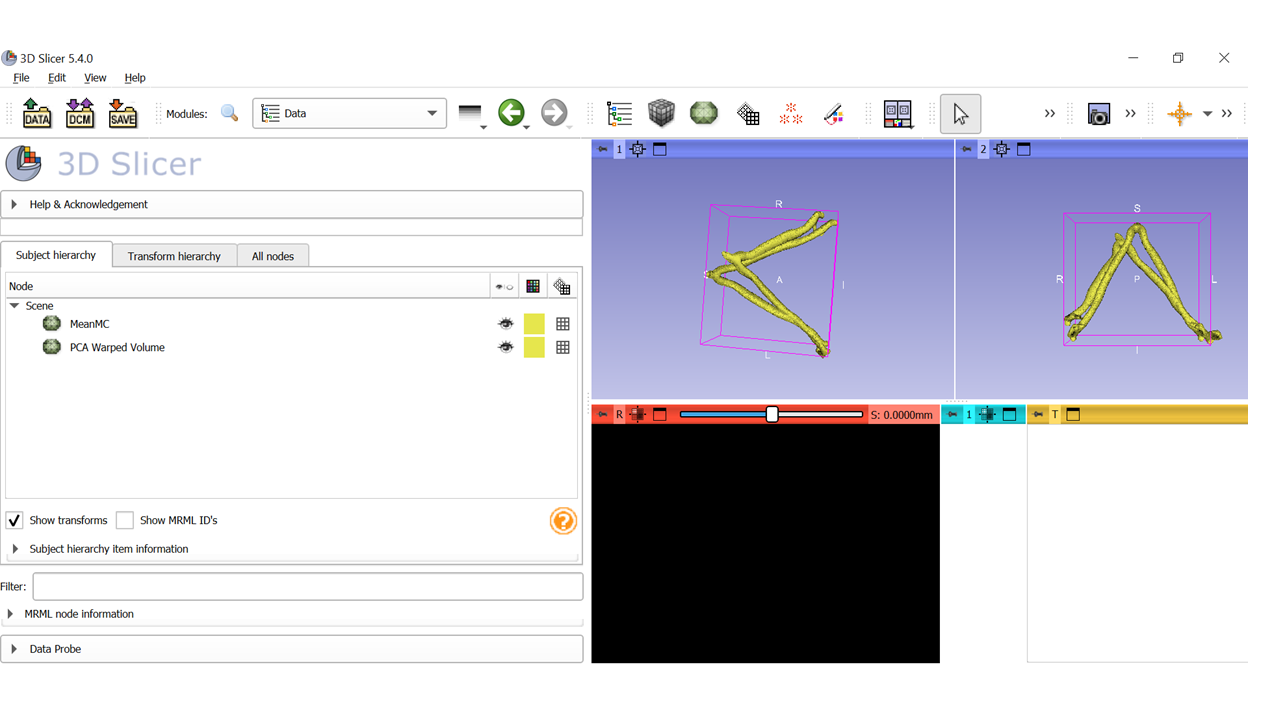 3D Slicer 5.4.0
File Edit View Help
DATA DCM SAVE Modules: Data
3D Slicer
Help & Acknowledgement
Subject hierarchy Transform hierarchy All nodes
Node
Scene
MeanMC
PCA Warped Volume
Show transforms Show MRML ID's
Subject hierarchy item information
Filter:
MRML node information
Data Probe
1
R
A
I
L
2
S
R
P
L
I
R S: 0.0000mm
1
T